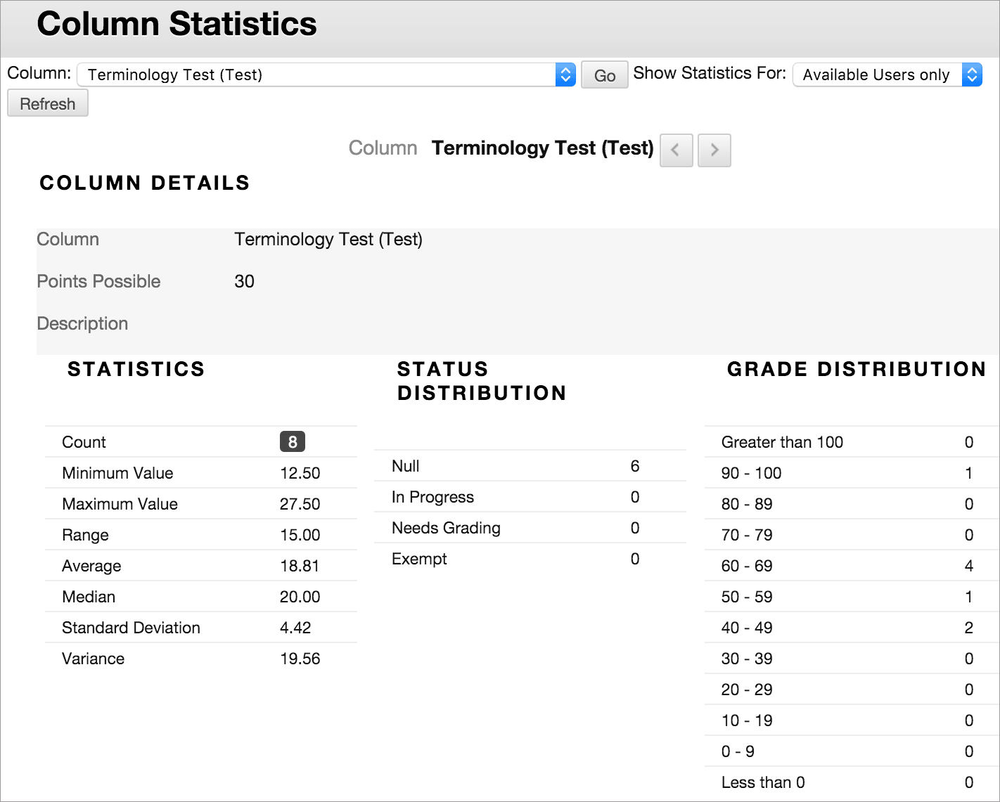 Column Statistics
Column: Terminology Test (Test) Go Show Statistics For: Available Users only
Refresh
Column Terminology Test (Test)
COLUMN DETAILS
Column Terminology Test (Test)
Points Possible 30
Description
STATISTICS
Count 8
Minimum Value 12.50
Maximum Value 27.50
Range 15.00
Average 18.81
Median 20.00
Standard Deviation 4.42
Variance 19.56
STATUS
DISTRIBUTION
Null 6
In Progress 0
Needs Grading 0
Exempt 0
GRADE DISTRIBUTION
Greater than 100 0
90 - 100 1
80 - 89 0
70 - 79 0
60 - 69 4
50 - 59 1
40 - 49 2
30 - 39 0
20 - 29 0
10 - 19 0
0 - 9 0
Less than 0 0